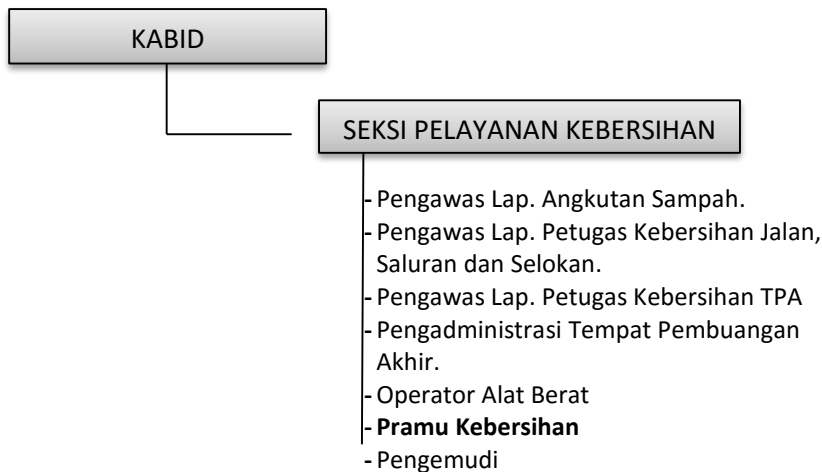 KABID
SEKSI PELAYANAN KEBERSIHAN
- Pengawas Lap. Angkutan Sampah.
- Pengawas Lap. Petugas Kebersihan Jalan,
Saluran dan Selokan.
- Pengawas Lap. Petugas Kebersihan TPA
- Pengadministrasi Tempat Pembuangan
Akhir.
- Operator Alat Berat
- Pramu Kebersihan
- Pengemudi